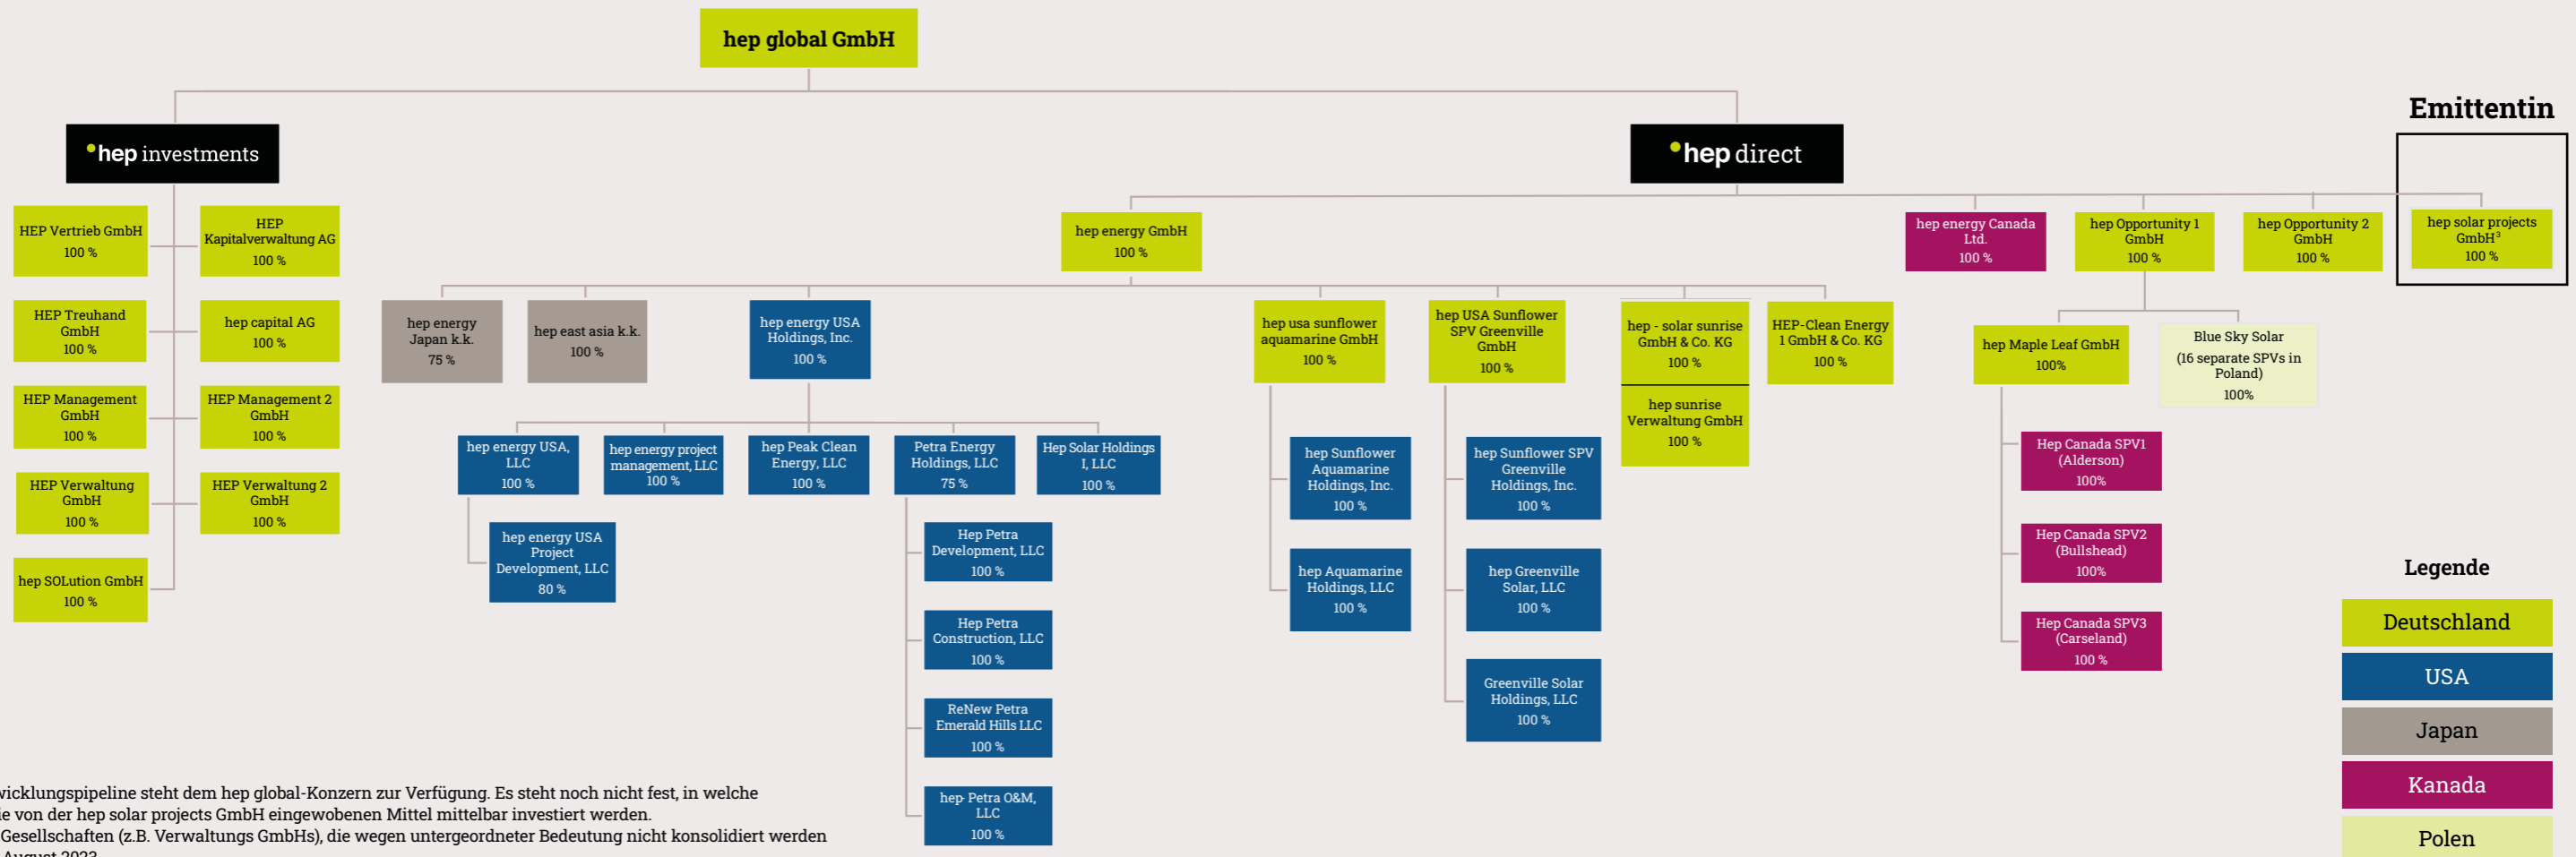 hep global GmbH
hep investments
hep direct
Emittentin
HEP Vertrieb GmbH
100 %
HEP
Kapitalverwaltung AG
100 %
HEP Treuhand
GmbH
100 %
hep capital AG
100 %
HEP Management
GmbH
100 %
HEP Management 2
GmbH
100 %
HEP Verwaltung
GmbH
100 %
HEP Verwaltung 2
GmbH
100 %
hep SOLution GmbH
100 %
hep energy GmbH
100 %
hep energy Canada
Ltd.
100 %
hep Opportunity 1
GmbH
100 %
hep Opportunity 2
GmbH
100 %
hep solar projects
GmbH³
100 %
hep energy
Japan k.k.
75 %
hep east asia k.k.
100 %
hep energy USA
Holdings, Inc.
100 %
hep usa sunflower
aquamarine GmbH
100 %
hep USA Sunflower
SPV Greenville
GmbH
100 %
hep - solar sunrise
GmbH & Co. KG
100 %
hep sunrise
Verwaltung GmbH
100 %
HEP-Clean Energy
1 GmbH & Co. KG
100 %
hep Maple Leaf GmbH
100%
Blue Sky Solar
(16 separate SPVs in
Poland)
100%
hep energy USA,
LLC
100 %
hep energy project
management, LLC
100 %
hep Peak Clean
Energy, LLC
100 %
Petra Energy
Holdings, LLC
75 %
Hep Solar Holdings
I, LLC
100 %
hep energy USA
Project
Development, LLC
80 %
Hep Petra
Development, LLC
100 %
Hep Petra
Construction, LLC
100 %
ReNew Petra
Emerald Hills LLC
100 %
hep- Petra O&M,
LLC
100 %
hep Sunflower
Aquamarine
Holdings, Inc.
100 %
hep Aquamarine
Holdings, LLC
100 %
hep Sunflower SPV
Greenville
Holdings, Inc.
100 %
hep Greenville
Solar, LLC
100 %
Greenville Solar
Holdings, LLC
100 %
Hep Canada SPV1
(Alderson)
100%
Hep Canada SPV2
(Bullshead)
100%
Hep Canada SPV3
(Carseland)
100 %
Legende
Deutschland
USA
Japan
Kanada
Polen
wicklungspipeline steht dem hep global-Konzern zur Verfügung. Es steht noch nicht fest, in welche
ie von der hep solar projects GmbH eingewobenen Mittel mittelbar investiert werden.
Gesellschaften (z.B. Verwaltungs GmbHs), die wegen untergeordneter Bedeutung nicht konsolidiert werden
August 2023